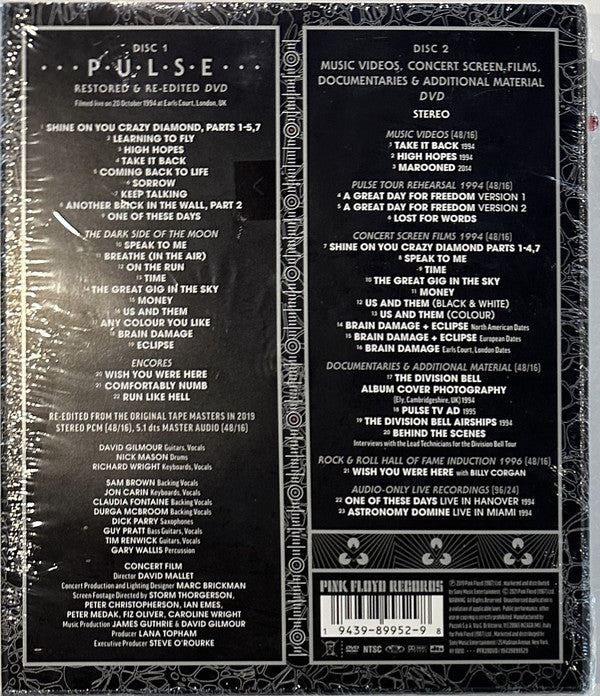 DISC 1
PULSE
RESTORED & RE-EDITED DVD
Filmed live on 20 October 1994 at Earls Court, London, UK
1 SHINE ON YOU CRAZY DIAMOND, PARTS 1-5,7
2 LEARNING TO FLY
3 HIGH HOPES
4 TAKE IT BACK
5 COMING BACK TO LIFE
6 SORROW
7 KEEP TALKING
8 ANOTHER BRICK IN THE WALL, PART 2
9 ONE OF THESE DAYS
THE DARK SIDE OF THE MOON
10 SPEAK TO ME
11 BREATHE (IN THE AIR)
12 ON THE RUN
13 TIME
14 THE GREAT GIG IN THE SKY
15 MONEY
16 US AND THEM
17 ANY COLOUR YOU LIKE
18 BRAIN DAMAGE
19 ECLIPSE
ENCORES
20 WISH YOU WERE HERE
21 COMFORTABLY NUMB
22 RUN LIKE HELL
RE-EDITED FROM THE ORIGINAL TAPE MASTERS IN 2019
STEREO PCM (48/16), 5.1 dts MASTER AUDIO (48/16)
DAVID GILMOUR Guitars, Vocals
NICK MASON Drums
RICHARD WRIGHT Keyboards, Vocals
SAM BROWN Backing Vocals
JON CARIN Keyboards, Vocals
CLAUDIA FONTAINE Backing Vocals
DURGA MCBROOM Backing Vocals
DICK PARRY Saxophones
GUY PRATT Bass Guitars, Vocals
TIM RENWICK Guitars, Vocals
GARY WALLIS Percussion
CONCERT FILM
Director DAVID MALLET
Concert Production and Lighting Designer MARC BRICKMAN
Screen Footage Directed by STORM THORGERSON,
PETER CHRISTOPHERSON, IAN EMES,
PETER MEDAK, FIZ OLIVER, CAROLINE WRIGHT
Music Production JAMES GUTHRIE & DAVID GILMOUR
Producer LANA TOPHAM
Executive Producer STEVE O'ROURKE
DISC 2
MUSIC VIDEOS, CONCERT SCREEN FILMS,
DOCUMENTARIES & ADDITIONAL MATERIAL
DVD
STEREO
MUSIC VIDEOS (48/16)
1 TAKE IT BACK 1994
2 HIGH HOPES 1994
3 MAROONED 2014
PULSE TOUR REHEARSAL 1994 (48/16)
4 A GREAT DAY FOR FREEDOM VERSION 1
5 A GREAT DAY FOR FREEDOM VERSION 2
6 LOST FOR WORDS
CONCERT SCREEN FILMS 1994 (48/16)
7 SHINE ON YOU CRAZY DIAMOND PARTS 1-4,7
8 SPEAK TO ME
9 TIME
10 THE GREAT GIG IN THE SKY
11 MONEY
12 US AND THEM (BLACK & WHITE)
13 US AND THEM (COLOUR)
14 BRAIN DAMAGE + ECLIPSE North American Dates
15 BRAIN DAMAGE + ECLIPSE European Dates
16 BRAIN DAMAGE Earls Court, London Dates
DOCUMENTARIES & ADDITIONAL MATERIAL (48/16)
17 THE DIVISION BELL
ALBUM COVER PHOTOGRAPHY
(Ely, Cambridgeshire, UK) 1994
18 PULSE TV AD 1995
19 THE DIVISION BELL AIRSHIPS 1994
20 BEHIND THE SCENES
Interviews with the Lead Technicians for the Division Bell Tour
ROCK & ROLL HALL OF FAME INDUCTION 1996 (48/16)
21 WISH YOU WERE HERE with BILLY CORGAN
AUDIO-ONLY LIVE RECORDINGS (96/24)
22 ONE OF THESE DAYS LIVE IN HANOVER 1994
23 ASTRONOMY DOMINE LIVE IN MIAMI 1994
PINK FLOYD RECORDS
1 9439-89952-9 8
DVD VIDEO NTSC dts